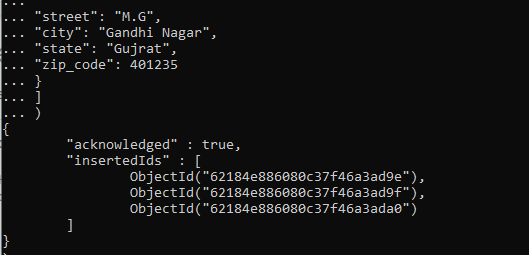 ...
... "street": "M.G",
... "city": "Gandhi Nagar",
... "state": "Gujrat",
... "zip_code": 401235
... }
... ]
... )
{
        "acknowledged" : true,
        "insertedIds" : [
                ObjectId("62184e886080c37f46a3ad9e"),
                ObjectId("62184e886080c37f46a3ad9f"),
                ObjectId("62184e886080c37f46a3ada0")
        ]
}